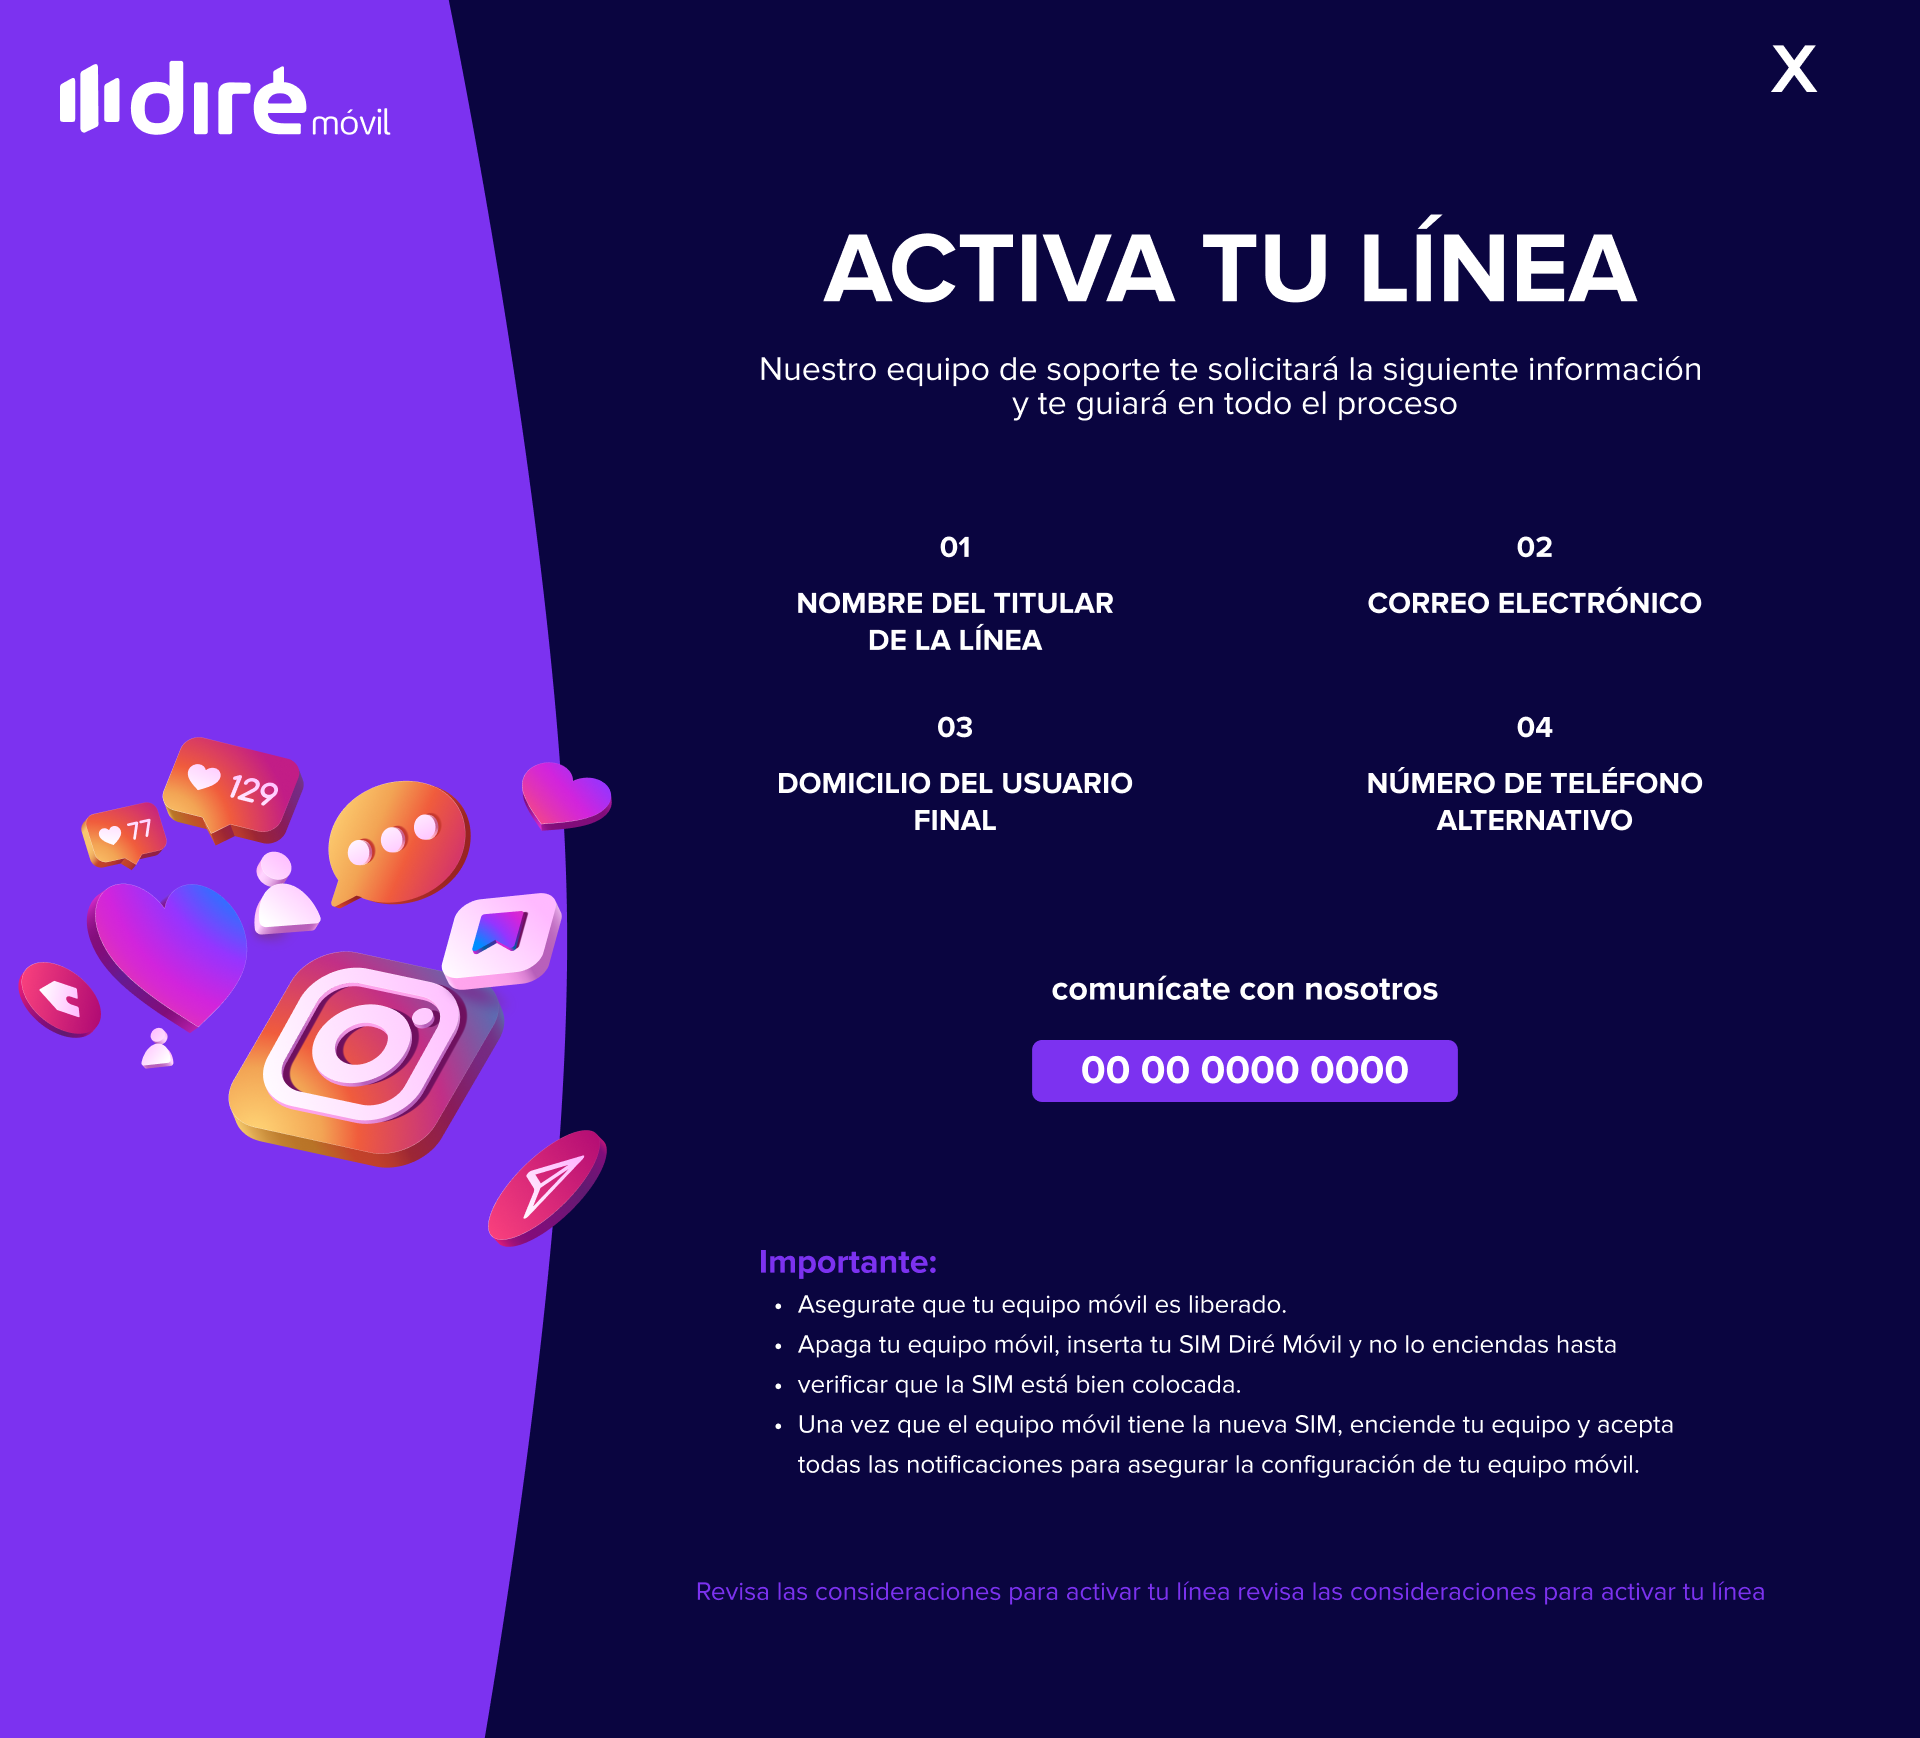 diré móvil
X
ACTIVA TU LÍNEA
Nuestro equipo de soporte te solicitará la siguiente información
y te guiará en todo el proceso
01
NOMBRE DEL TITULAR
DE LA LÍNEA
02
CORREO ELECTRÓNICO
03
DOMICILIO DEL USUARIO
FINAL
04
NÚMERO DE TELÉFONO
ALTERNATIVO
129
77
comunícate con nosotros
00 00 0000 0000
Importante:
• Asegurate que tu equipo móvil es liberado.
• Apaga tu equipo móvil, inserta tu SIM Diré Móvil y no lo enciendas hasta
• verificar que la SIM está bien colocada.
• Una vez que el equipo móvil tiene la nueva SIM, enciende tu equipo y acepta
todas las notificaciones para asegurar la configuración de tu equipo móvil.
Revisa las consideraciones para activar tu línea revisa las consideraciones para activar tu línea